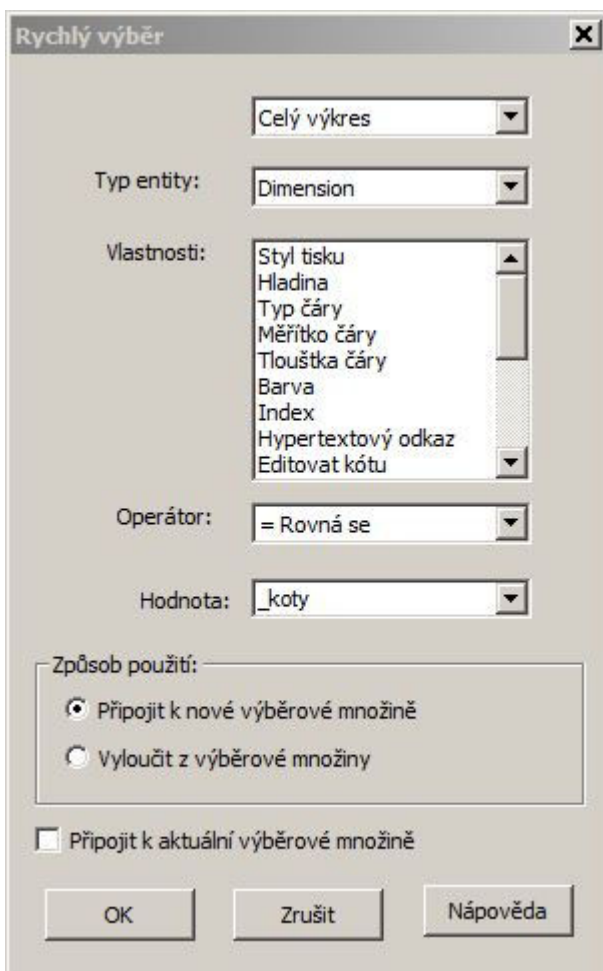 Rychlý výběr
Celý výkres
Typ entity:
Dimension
Vlastnosti:
Styl tisku
Hladina
Typ čáry
Měřítko čáry
Tlouštka čáry
Barva
Index
Hypertextový odkaz
Editovat kótu
Operátor:
= Rovná se
Hodnota:
_koty
Způsob použití:
Připojit k nové výběrové množině
Vyloučit z výběrové množiny
Připojit k aktuální výběrové množině
OK
Zrušit
Nápověda